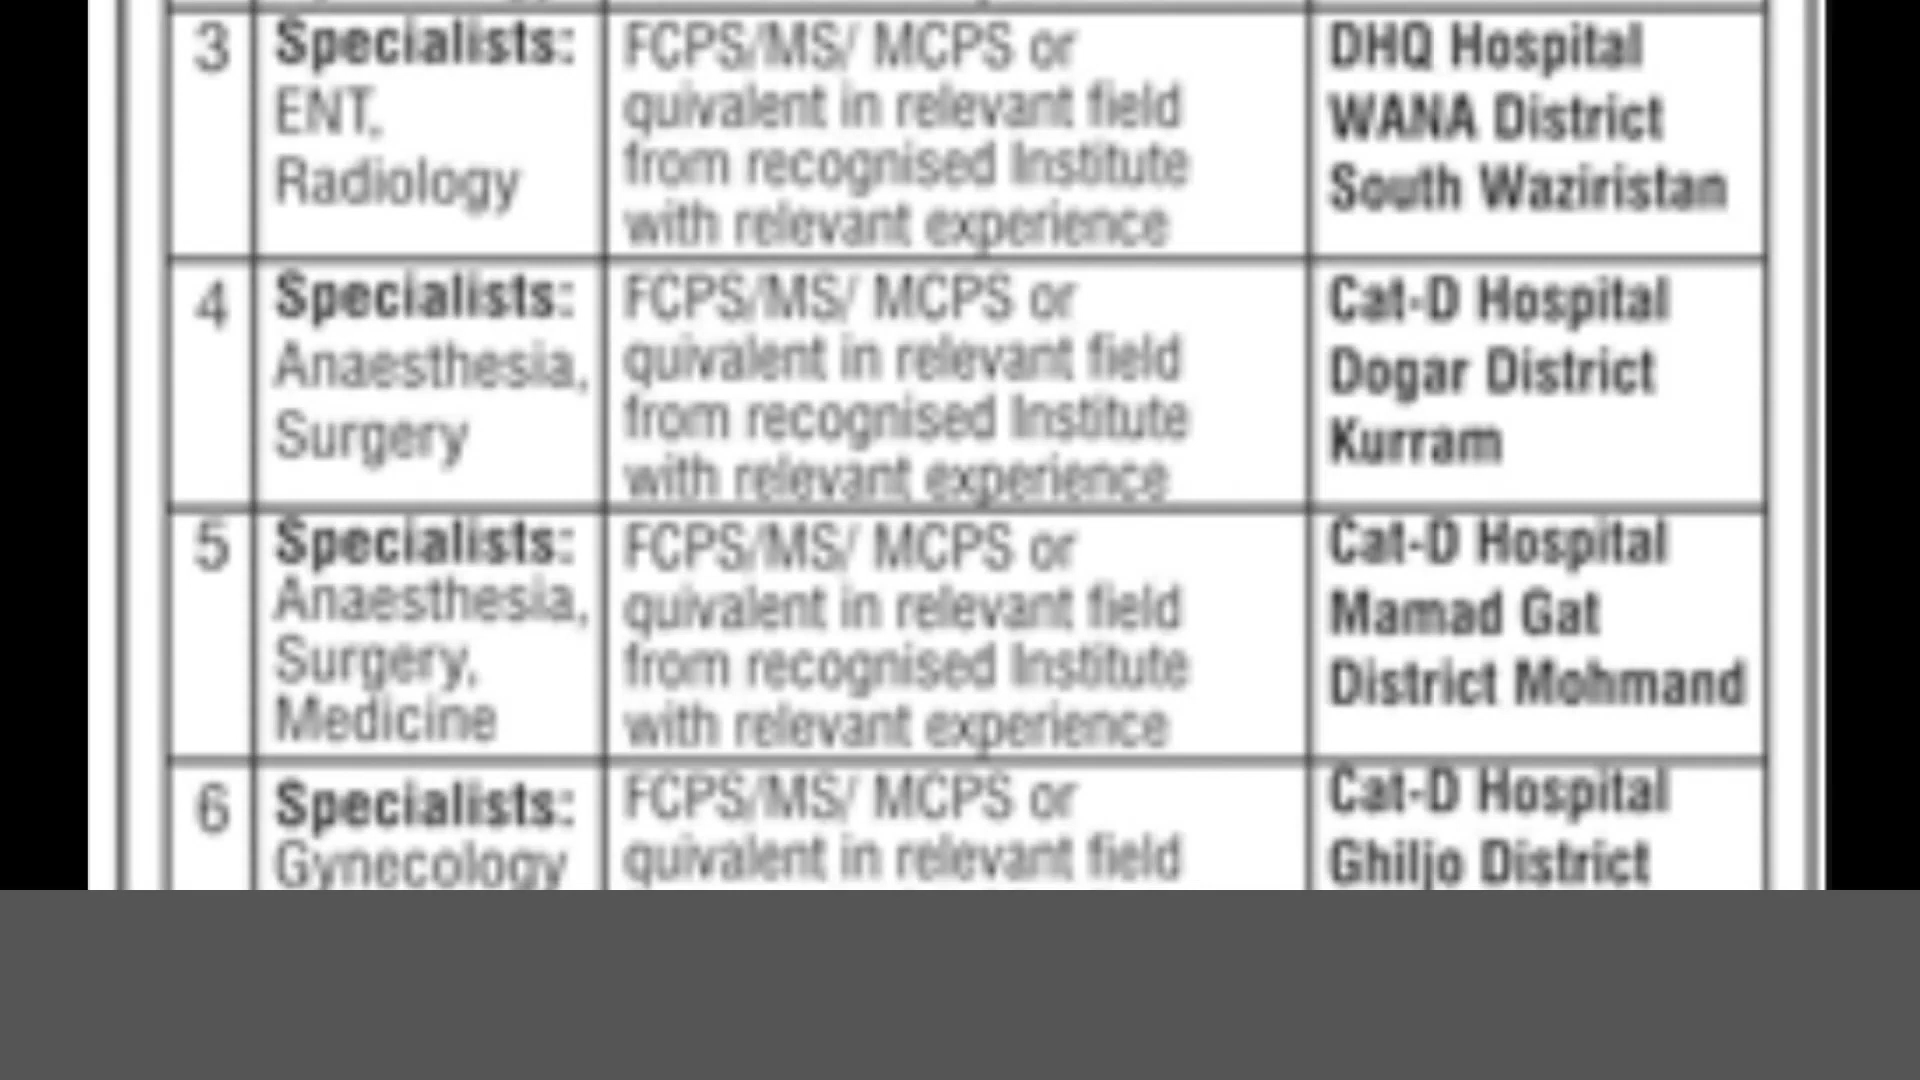 3
Specialists:
ENT,
Radiology
FCPS/MS/ MCPS or
quivalent in relevant field
from recognised Institute
with relevant experience
DHQ Hospital
WANA District
South Waziristan
4
Specialists:
Anaesthesia,
Surgery
FCPS/MS/ MCPS or
quivalent in relevant field
from recognised Institute
with relevant experience
Cat-D Hospital
Dogar District
Kurram
5
Specialists:
Anaesthesia,
Surgery,
Medicine
FCPS/MS/ MCPS or
quivalent in relevant field
from recognised Institute
with relevant experience
Cat-D Hospital
Mamad Gat
District Mohmand
6
Specialists:
Gynecology
FCPS/MS/ MCPS or
quivalent in relevant field
Cat-D Hospital
Ghiljo District